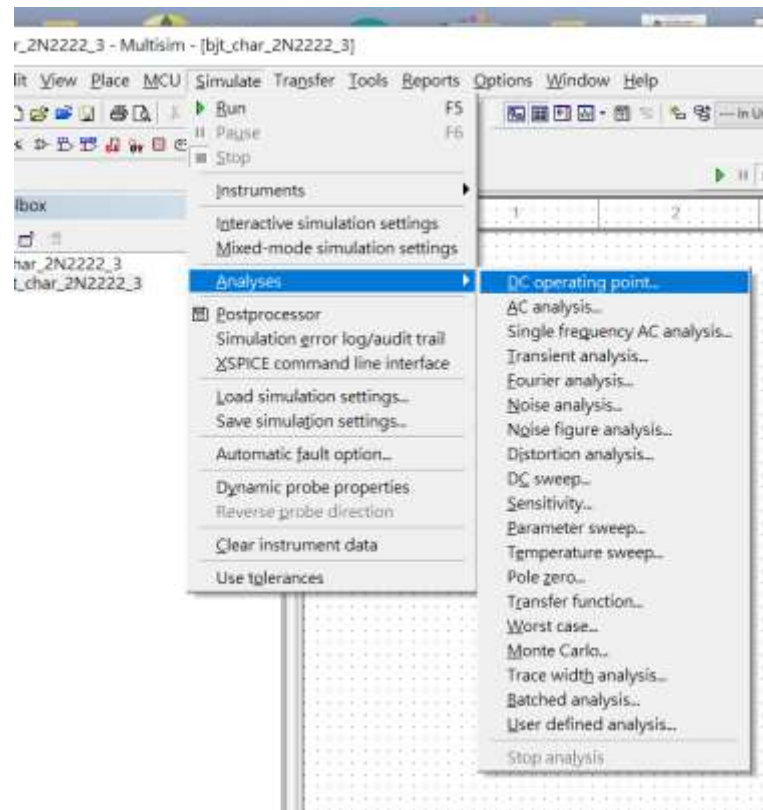 r_2N2222_3 - Multisim - [bjt_char_2N2222_3]
lit View Place MCU Simulate Transfer Tools Reports Options Window Help
Run F5
Pause F6
Stop
Instruments
Interactive simulation settings
Mixed-mode simulation settings
Analyses
Postprocessor
Simulation error log/audit trail
XSPICE command line interface
Load simulation settings...
Save simulation settings...
Automatic fault option...
Dynamic probe properties
Reverse probe direction
Clear instrument data
Use tolerances
lbox
har_2N2222_3
t_char_2N2222_3
--- in U
1 2
DC operating point...
AC analysis...
Single frequency AC analysis...
Transient analysis...
Fourier analysis...
Noise analysis...
Noise figure analysis...
Distortion analysis...
DC sweep...
Sensitivity...
Parameter sweep...
Temperature sweep...
Pole zero...
Transfer function...
Worst case...
Monte Carlo...
Trace width analysis...
Batched analysis...
User defined analysis...
Stop analysis